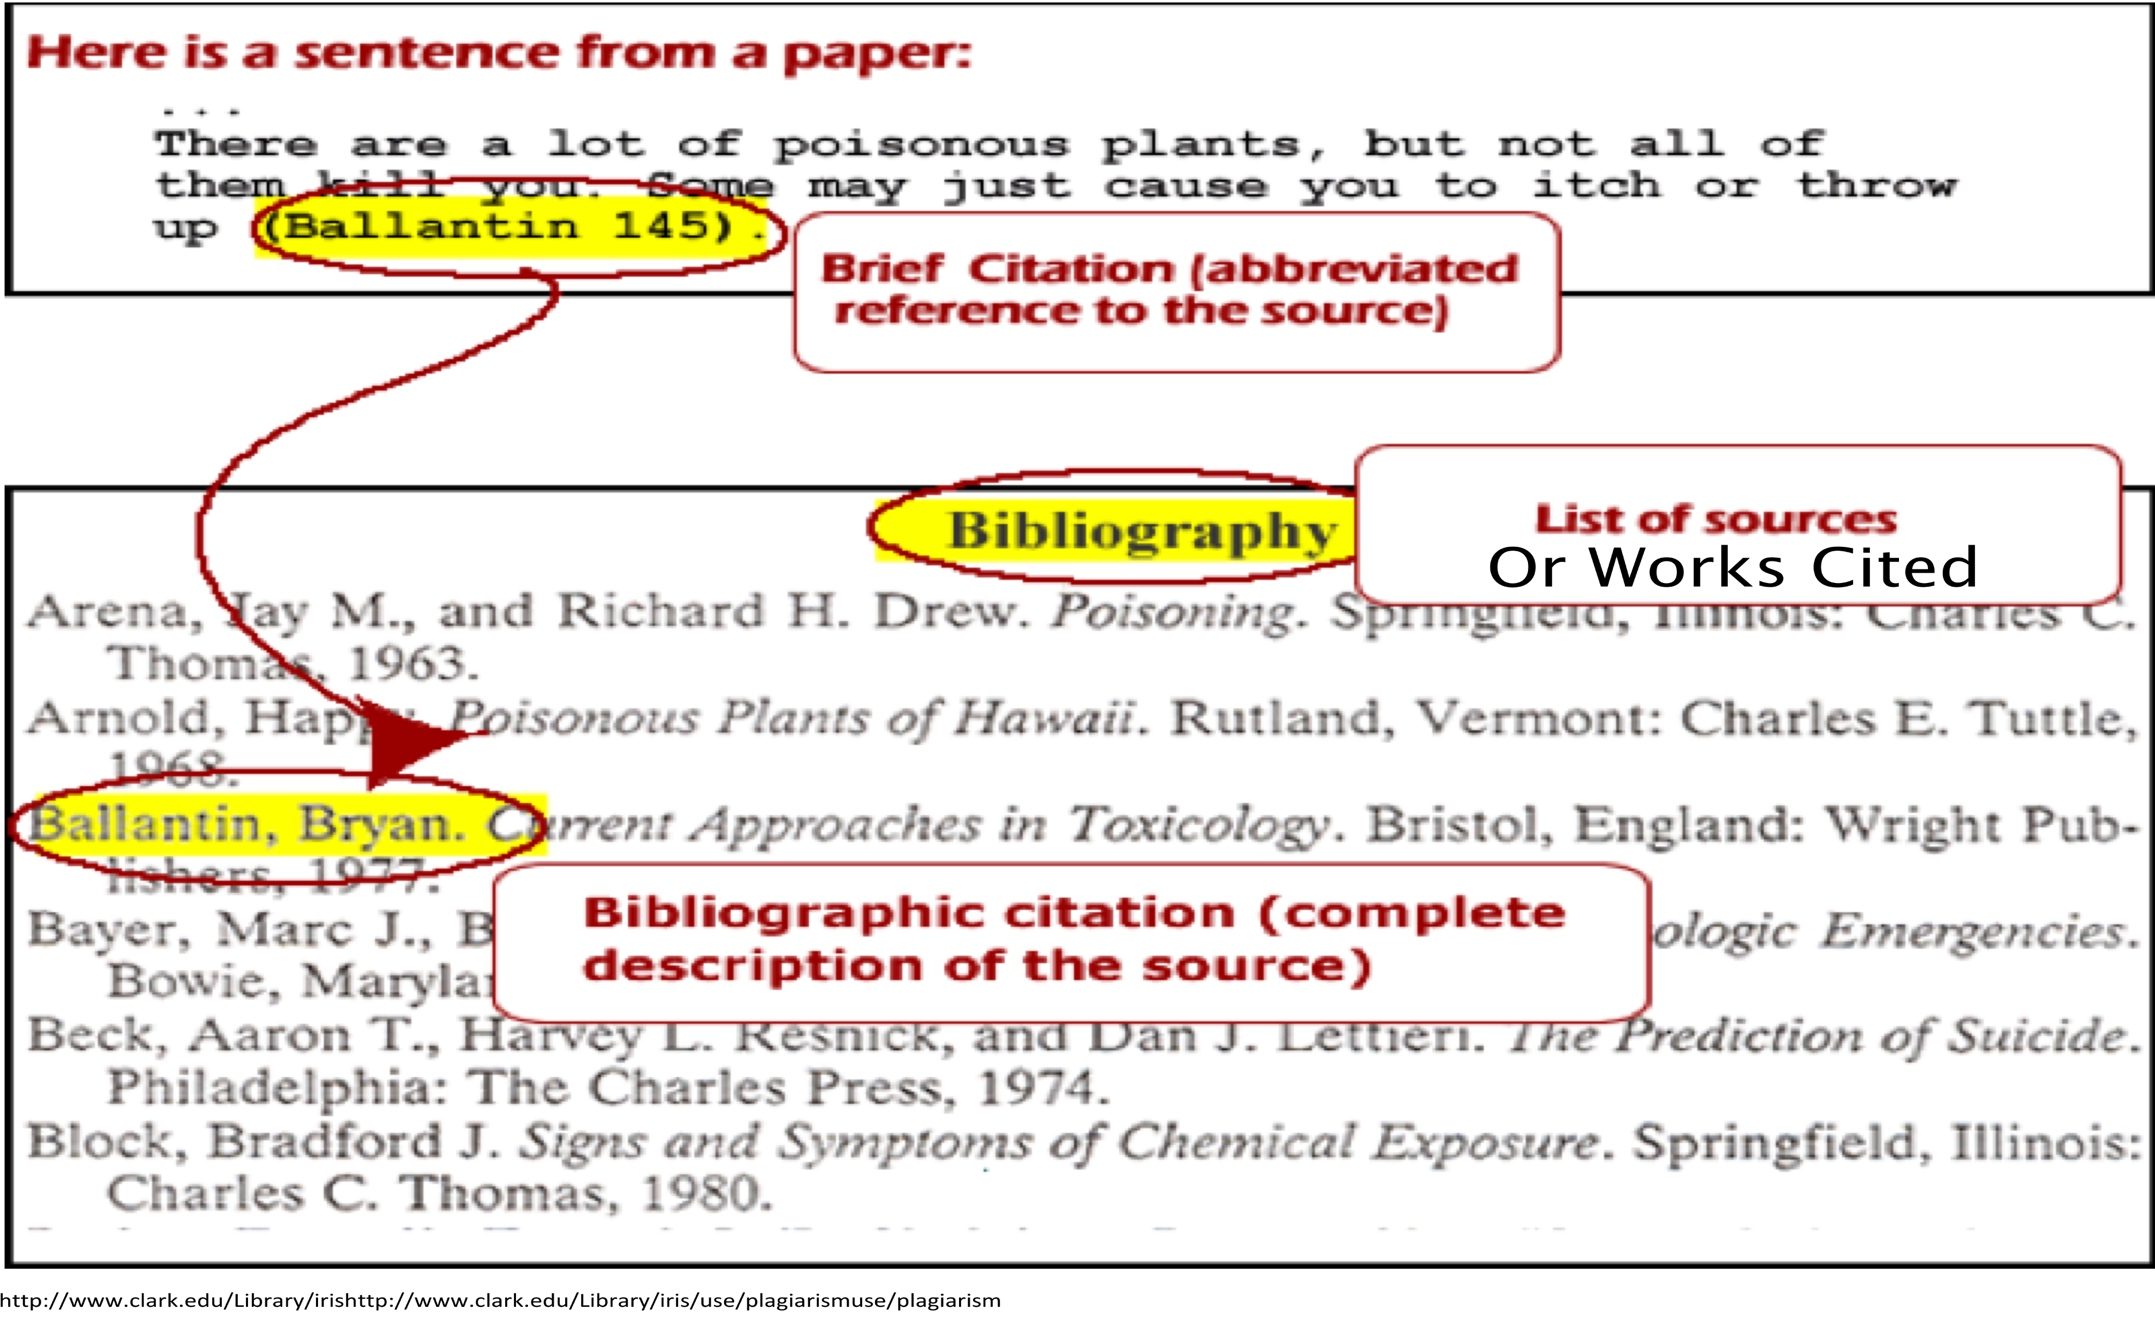 Here is a sentence from a paper:
...
There are a lot of poisonous plants, but not all of
them kill you. Some may just cause you to itch or throw
up (Ballantin 145).
Brief Citation (abbreviated
reference to the source)
Bibliography
List of sources
Or Works Cited
Arena, Jay M., and Richard H. Drew. Poisoning. Springfield, Illinois: Charles C.
Thomas, 1963.
Arnold, Happy. Poisonous Plants of Hawaii. Rutland, Vermont: Charles E. Tuttle,
1968.
Ballantin, Bryan. Current Approaches in Toxicology. Bristol, England: Wright Pub-
lishers, 1977.
Bibliographic citation (complete
description of the source)
Bayer, Marc J., B ologic Emergencies.
Bowie, Maryla
Beck, Aaron T., Harvey L. Resnick, and Dan J. Lettieri. The Prediction of Suicide.
Philadelphia: The Charles Press, 1974.
Block, Bradford J. Signs and Symptoms of Chemical Exposure. Springfield, Illinois:
Charles C. Thomas, 1980.
http://www.clark.edu/Library/irishttp://www.clark.edu/Library/iris/use/plagiarismuse/plagiarism